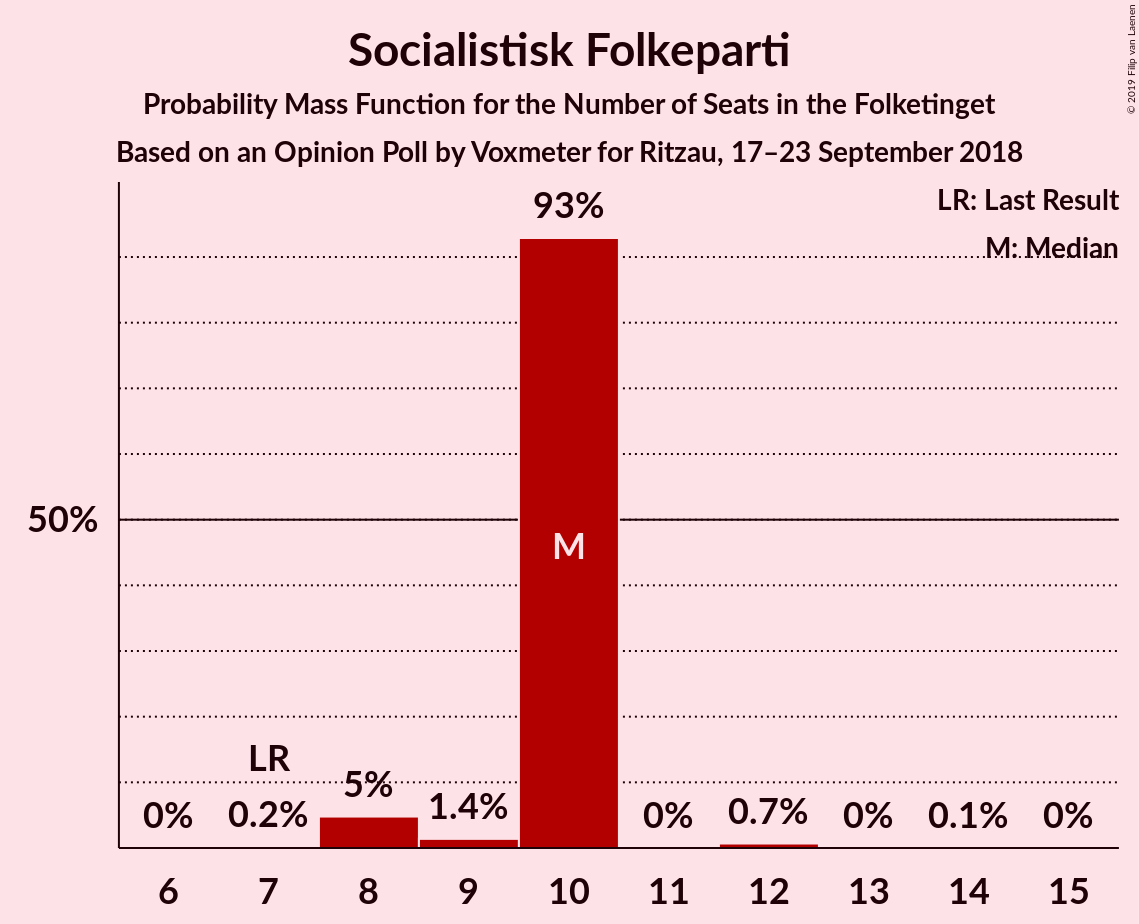 Socialistisk Folkeparti
Probability Mass Function for the Number of Seats in the Folketinget
Based on an Opinion Poll by Voxmeter for Ritzau, 17–23 September 2018
© 2019 Filip van Laenen
LR: Last Result
M: Median
93%
50%
M
LR
0% 0.2% 5% 1.4% 0% 0.7% 0% 0.1% 0%
6 7 8 9 10 11 12 13 14 15